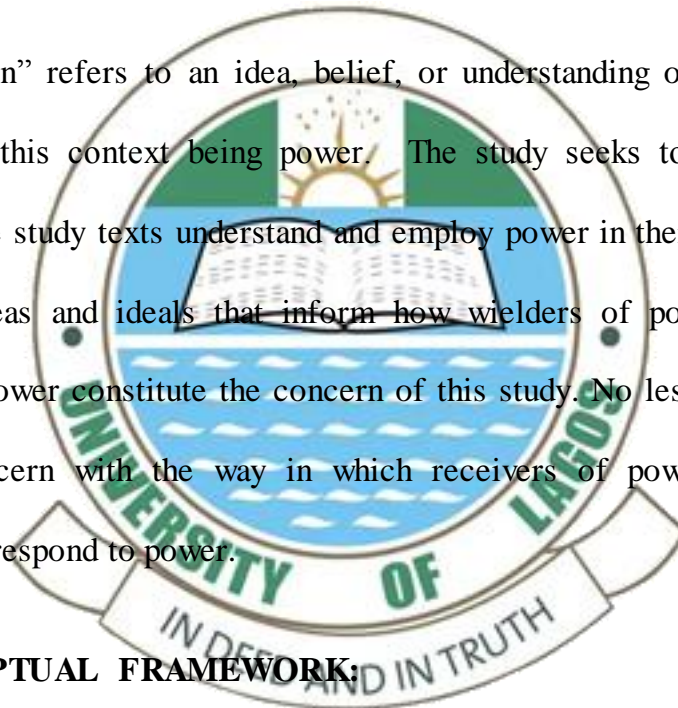 n” refers to an idea, belief, or understanding o
this context being power. The study seeks to
study texts understand and employ power in the
eas and ideals that inform how wielders of po
ower constitute the concern of this study. No les
cern with the way in which receivers of pow
respond to power.
UNIVERSITY OF LAGOS
IN DEED AND IN TRUTH
PTUAL FRAMEWORK: